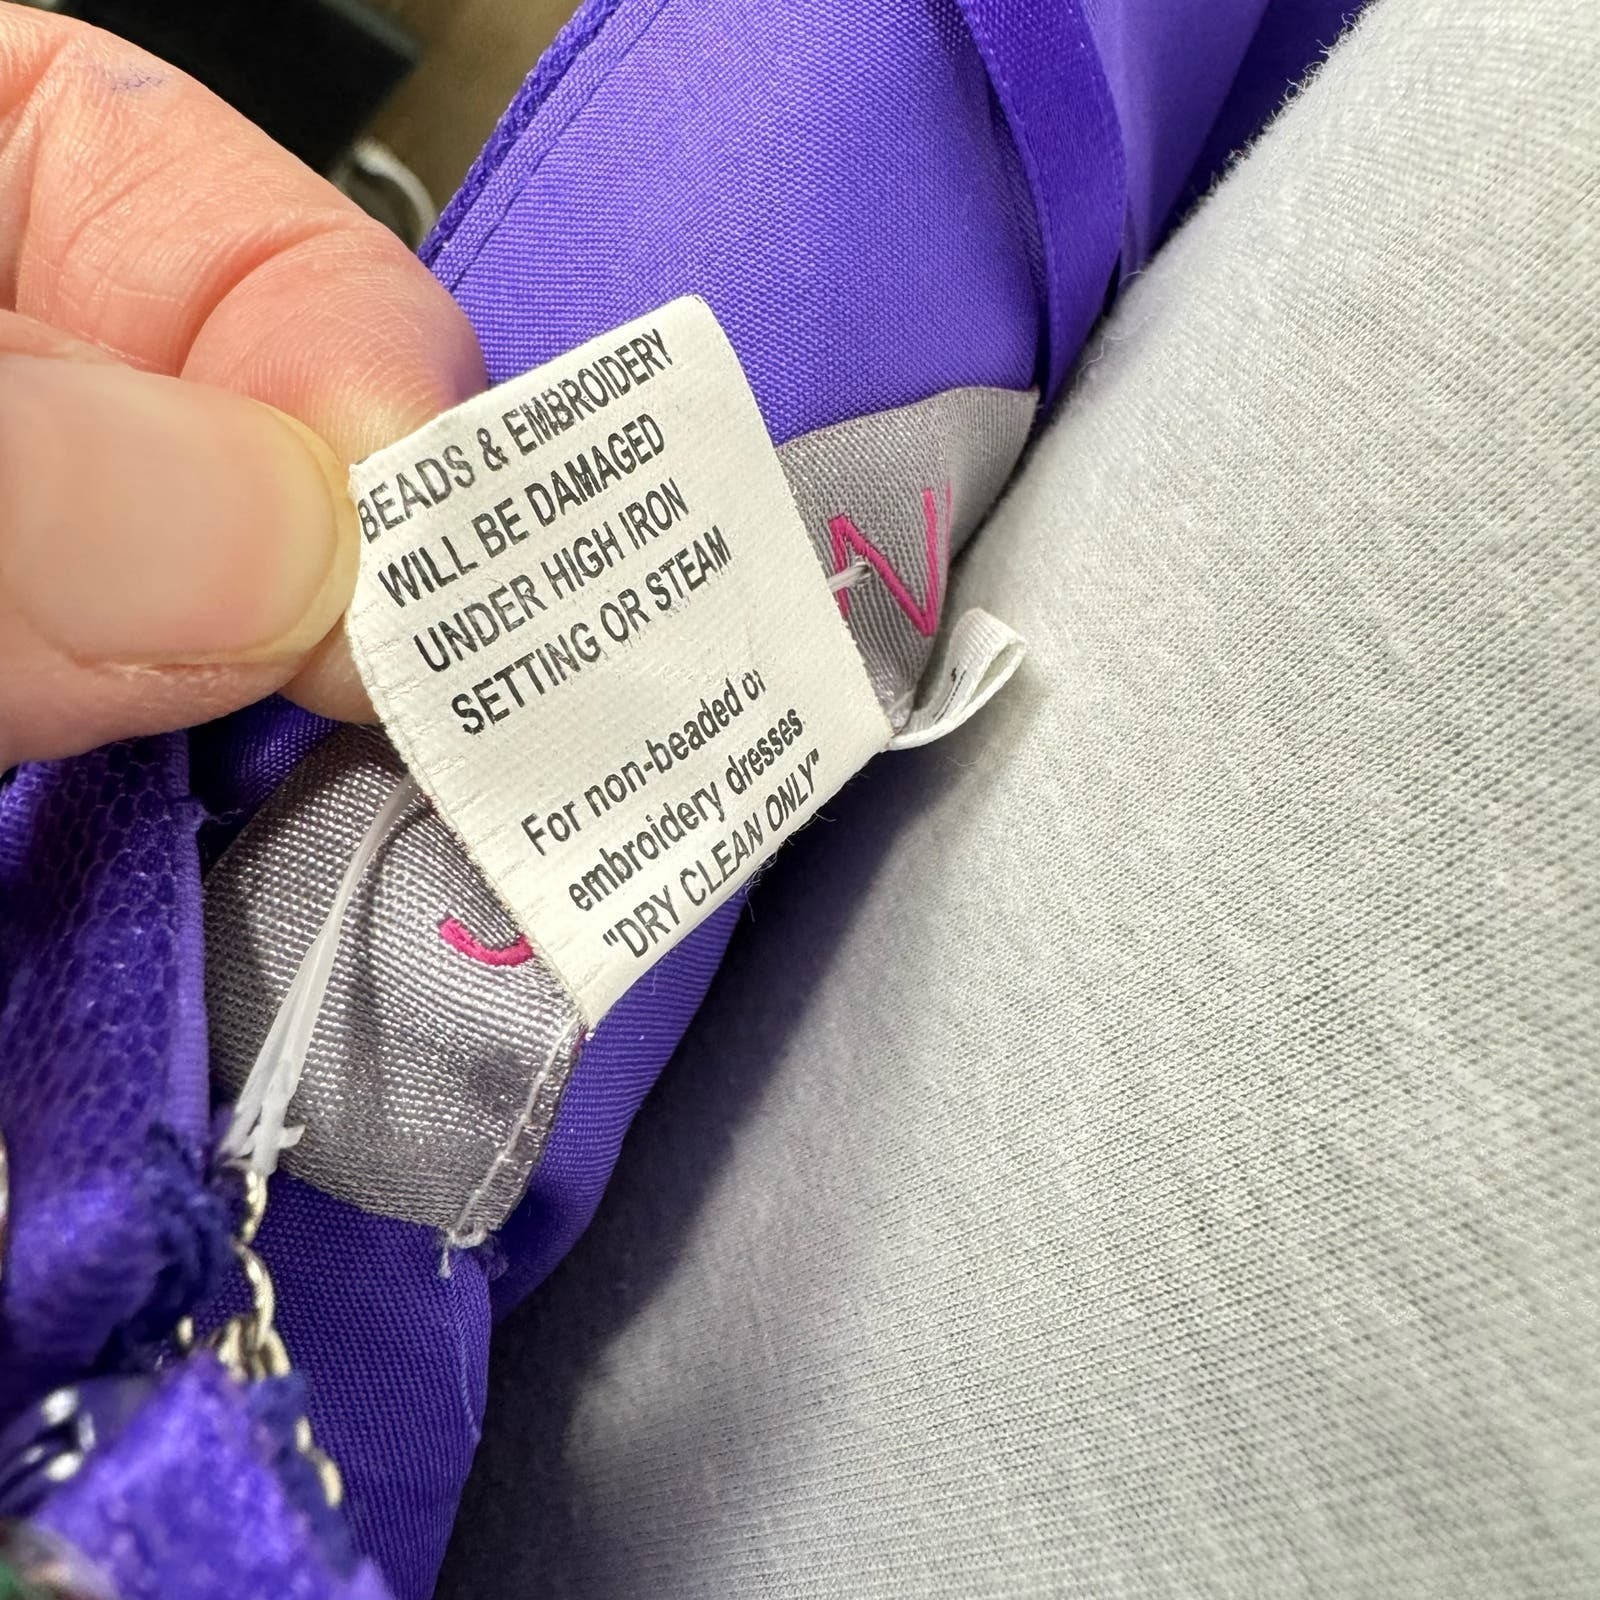 BEADS & EMBROIDERY
WILL BE DAMAGED
UNDER HIGH IRON
SETTING OR STEAM
For non-beaded or
embroidery dresses
"DRY CLEAN ONLY"